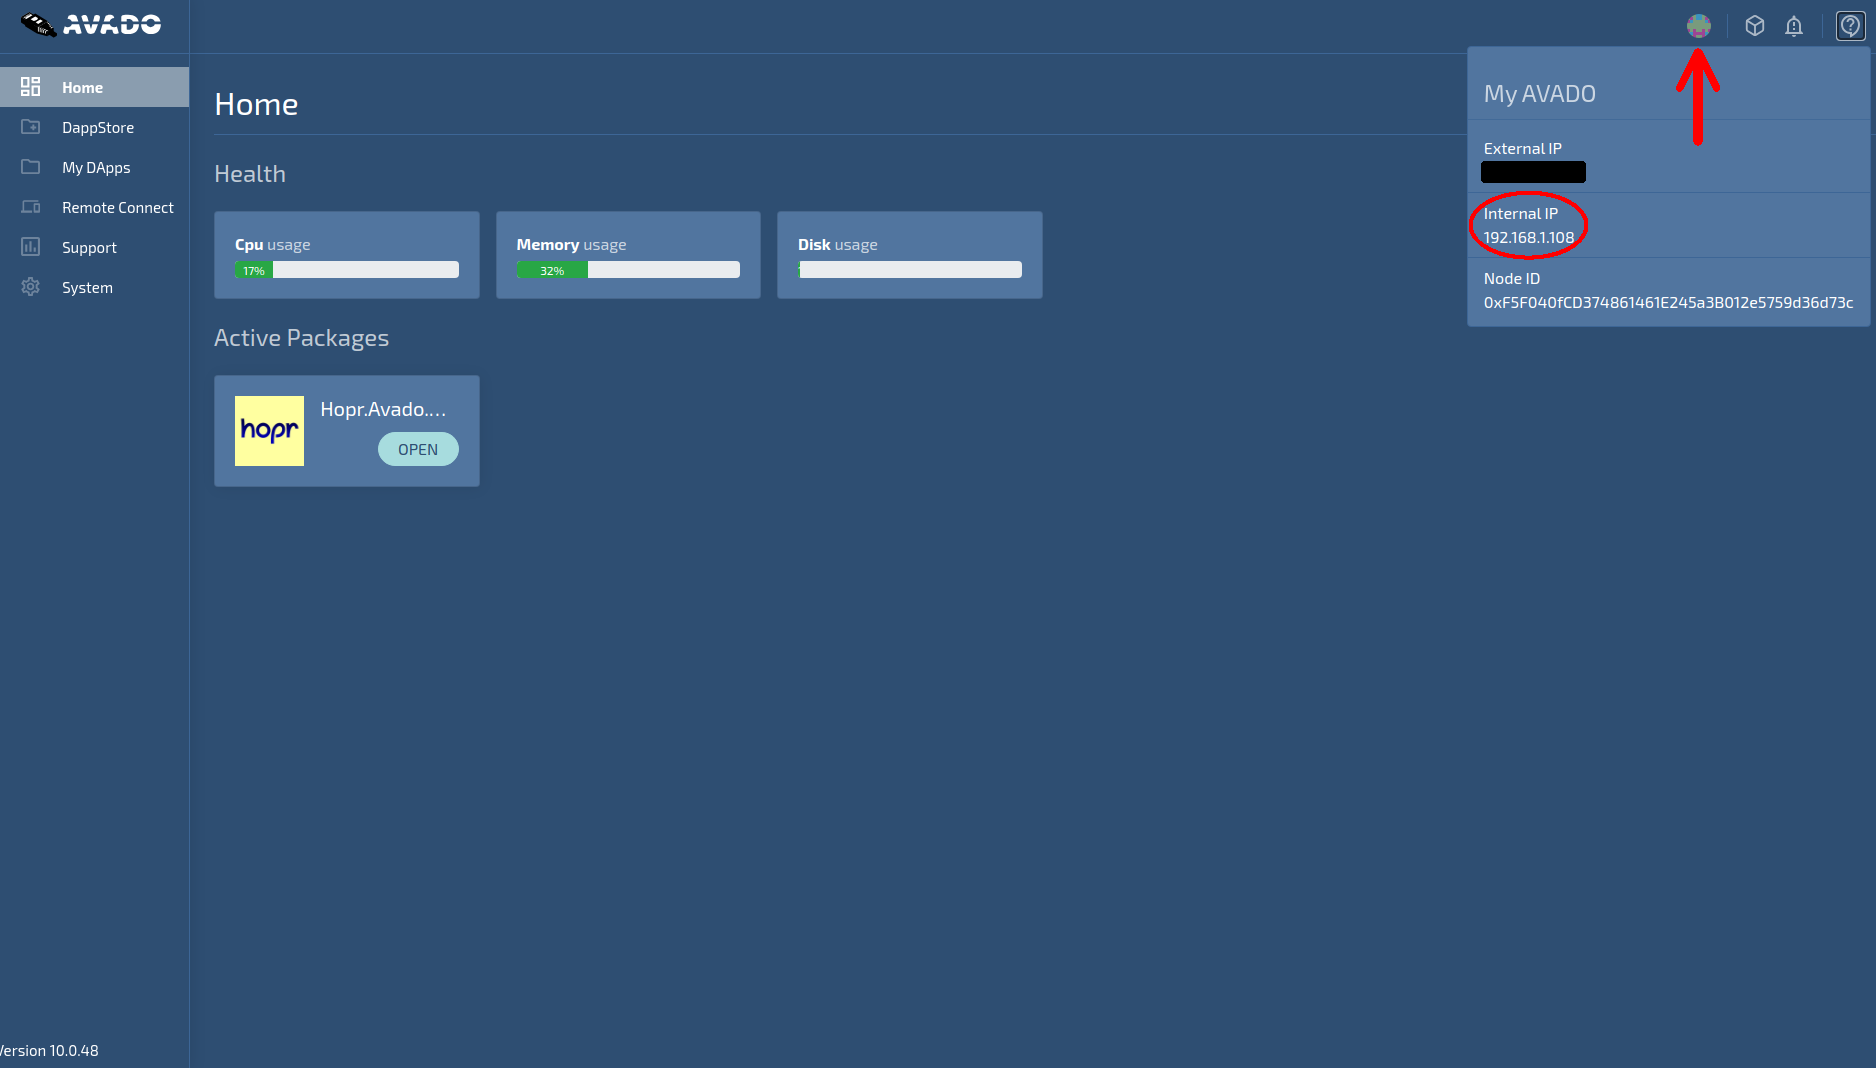 AVADO
Home
DappStore
My DApps
Remote Connect
Support
System
Version 10.0.48
Home
Health
Cpu usage
17%
Memory usage
32%
Disk usage
Active Packages
hopr
Hopr.Avado....
OPEN
My AVADO
External IP
Internal IP
192.168.1.108
Node ID
0xF5F040fCD374861461E245a3B012e5759d36d73c